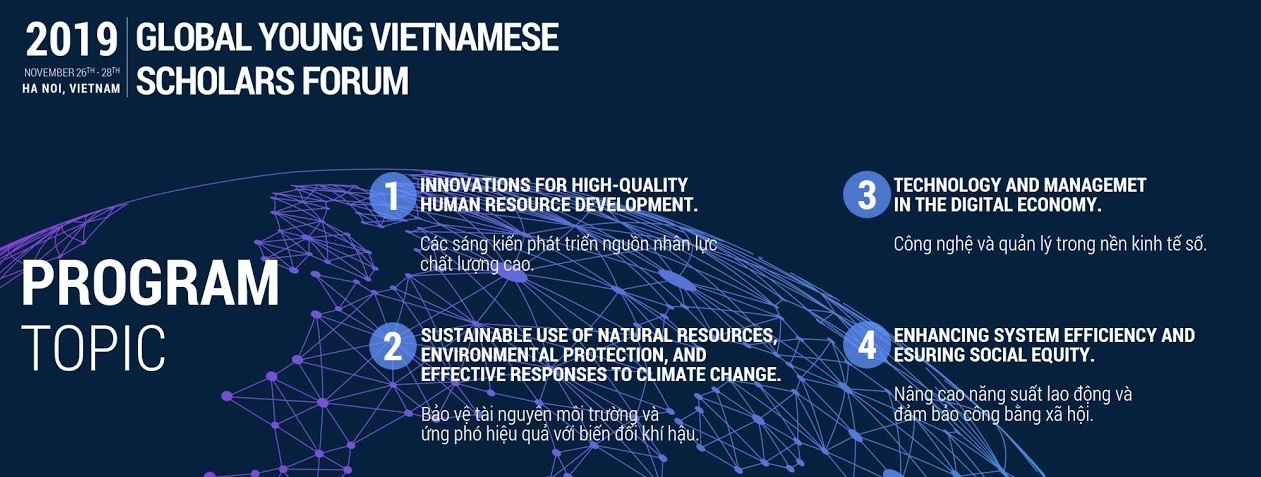 2019
NOVEMBER 26TH - 28TH
HA NOI, VIETNAM
GLOBAL YOUNG VIETNAMESE
SCHOLARS FORUM
PROGRAM
TOPIC
1
INNOVATIONS FOR HIGH-QUALITY
HUMAN RESOURCE DEVELOPMENT.
Các sáng kiến phát triển nguồn nhân lực
chất lượng cao.
2
SUSTAINABLE USE OF NATURAL RESOURCES,
ENVIRONMENTAL PROTECTION, AND
EFFECTIVE RESPONSES TO CLIMATE CHANGE.
Bảo vệ tài nguyên môi trường và
ứng phó hiệu quả với biến đổi khí hậu.
3
TECHNOLOGY AND MANAGEMET
IN THE DIGITAL ECONOMY.
Công nghệ và quản lý trong nền kinh tế số.
4
ENHANCING SYSTEM EFFICIENCY AND
ESURING SOCIAL EQUITY.
Nâng cao năng suất lao động và
đảm bảo công bằng xã hội.